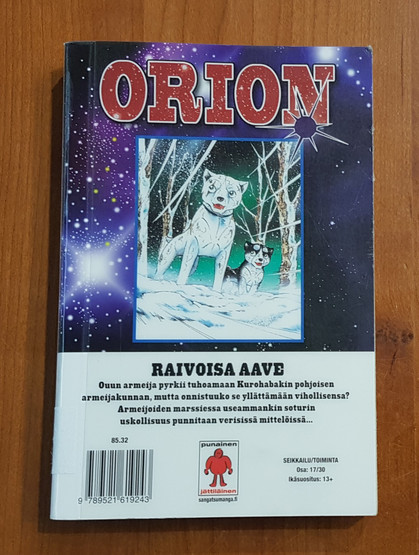 ORION
RAIVOISA AAVE
Ouun armeija pyrkii tuhoamaan Kurohabakin pohjoisen
armeijakunnan, mutta onnistuuko se yllättämään vihollisensa?
Armeijoiden marssiessa useammankin soturin
uskollisuus punnitaan verisissä mittelöissä...
85.32
9 789521 619243
punainen
jättiläinen
sangatsumanga.fi
SEIKKAILU/TOIMINTA
Osa: 17/30
Ikäsuositus: 13+